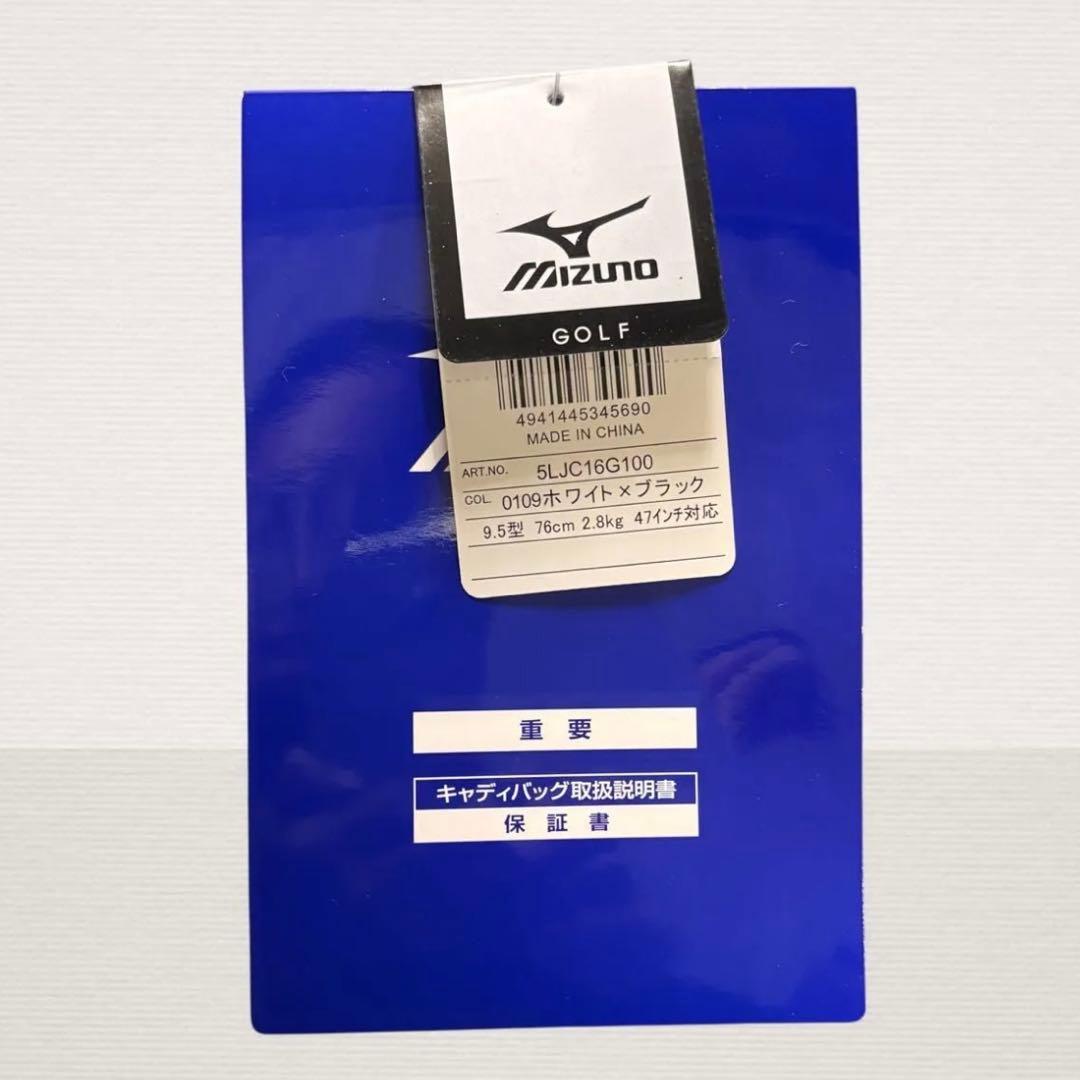 MIZUNO
GOLF
4941445345690
MADE IN CHINA
ART.NO. 5LJC16G100
COL. 0109ホワイト×ブラック
9.5型 76cm 2.8kg 47インチ対応
重要
キャディバッグ取扱説明書
保証書